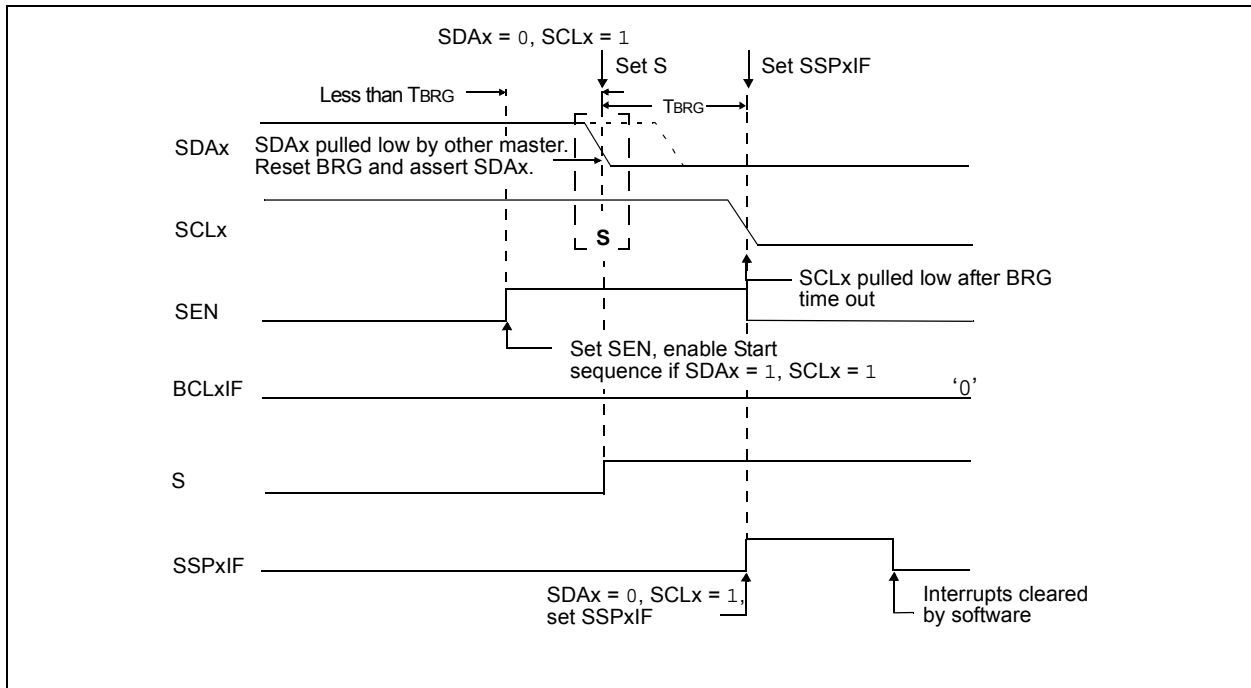 SDAx = 0, SCLx = 1
Set S
Set SSPxIF
Less than TBRG
TBRG
SDAx
SDAx pulled low by other master.
Reset BRG and assert SDAx.
SCLx
S
SCLx pulled low after BRG
time out
SEN
Set SEN, enable Start
sequence if SDAx = 1, SCLx = 1
BCLxIF
‘0’
S
SSPxIF
SDAx = 0, SCLx = 1,
set SSPxIF
Interrupts cleared
by software